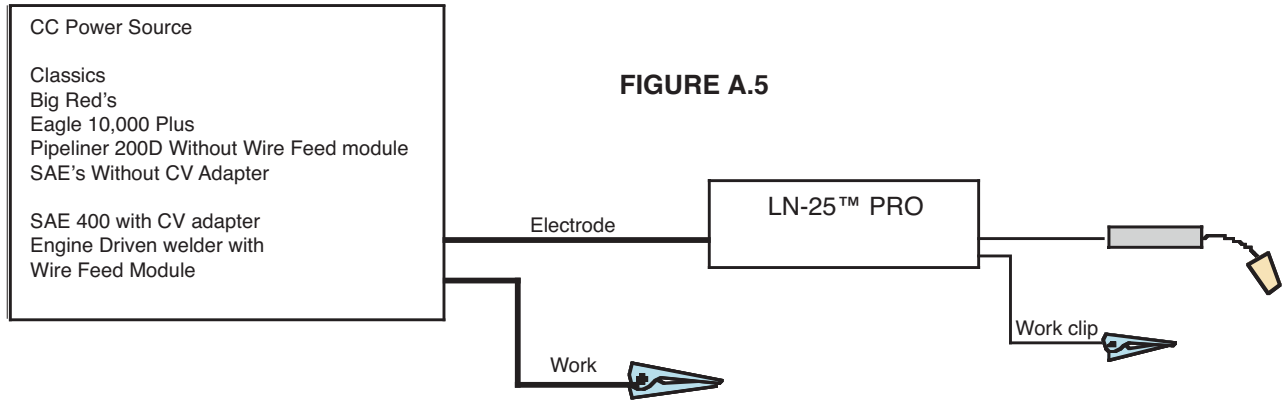 CC Power Source
Classics
Big Red's
Eagle 10,000 Plus
Pipeliner 200D Without Wire Feed module
SAE's Without CV Adapter
SAE 400 with CV adapter
Engine Driven welder with
Wire Feed Module
FIGURE A.5
Electrode
LN-25™ PRO
Work clip
Work